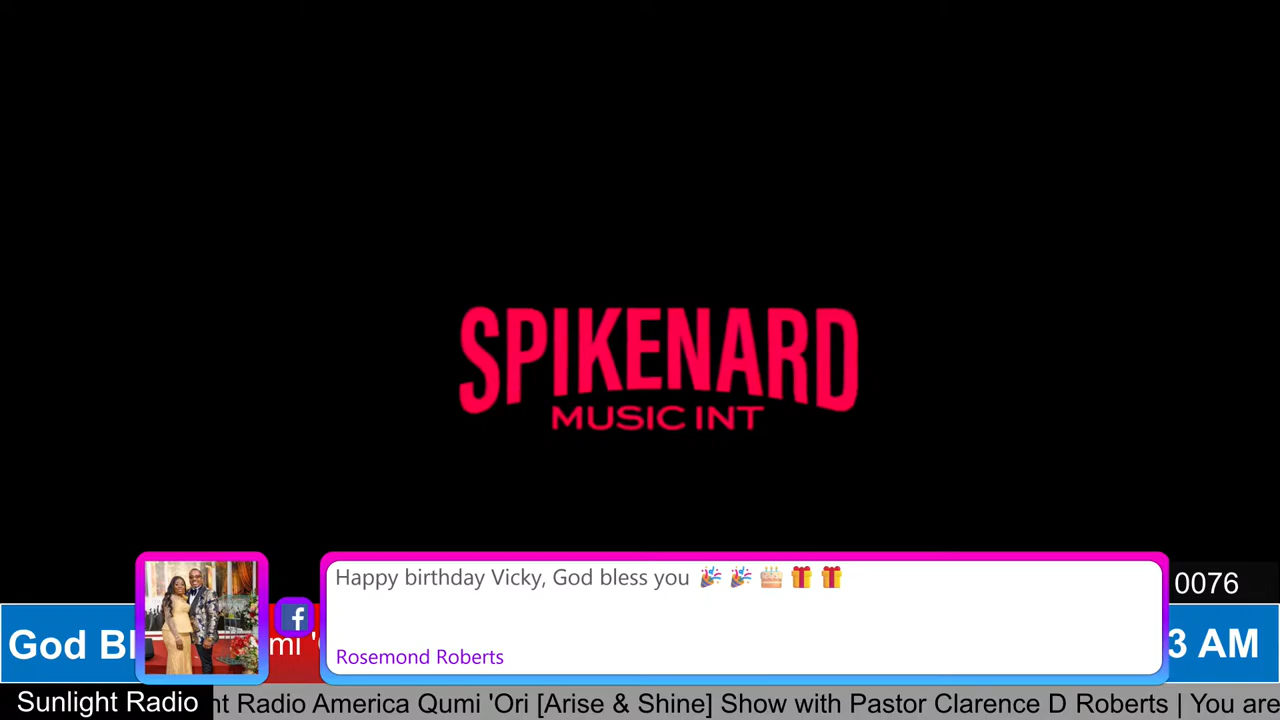 SPIKENARD
MUSIC INT
Happy birthday Vicky, God bless you 🎉 🎉 🎂 🎁 🎁
Rosemond Roberts
0076
God Bl
mi '
3 AM
Sunlight Radio
nt Radio America Qumi 'Ori [Arise & Shine] Show with Pastor Clarence D Roberts | You are